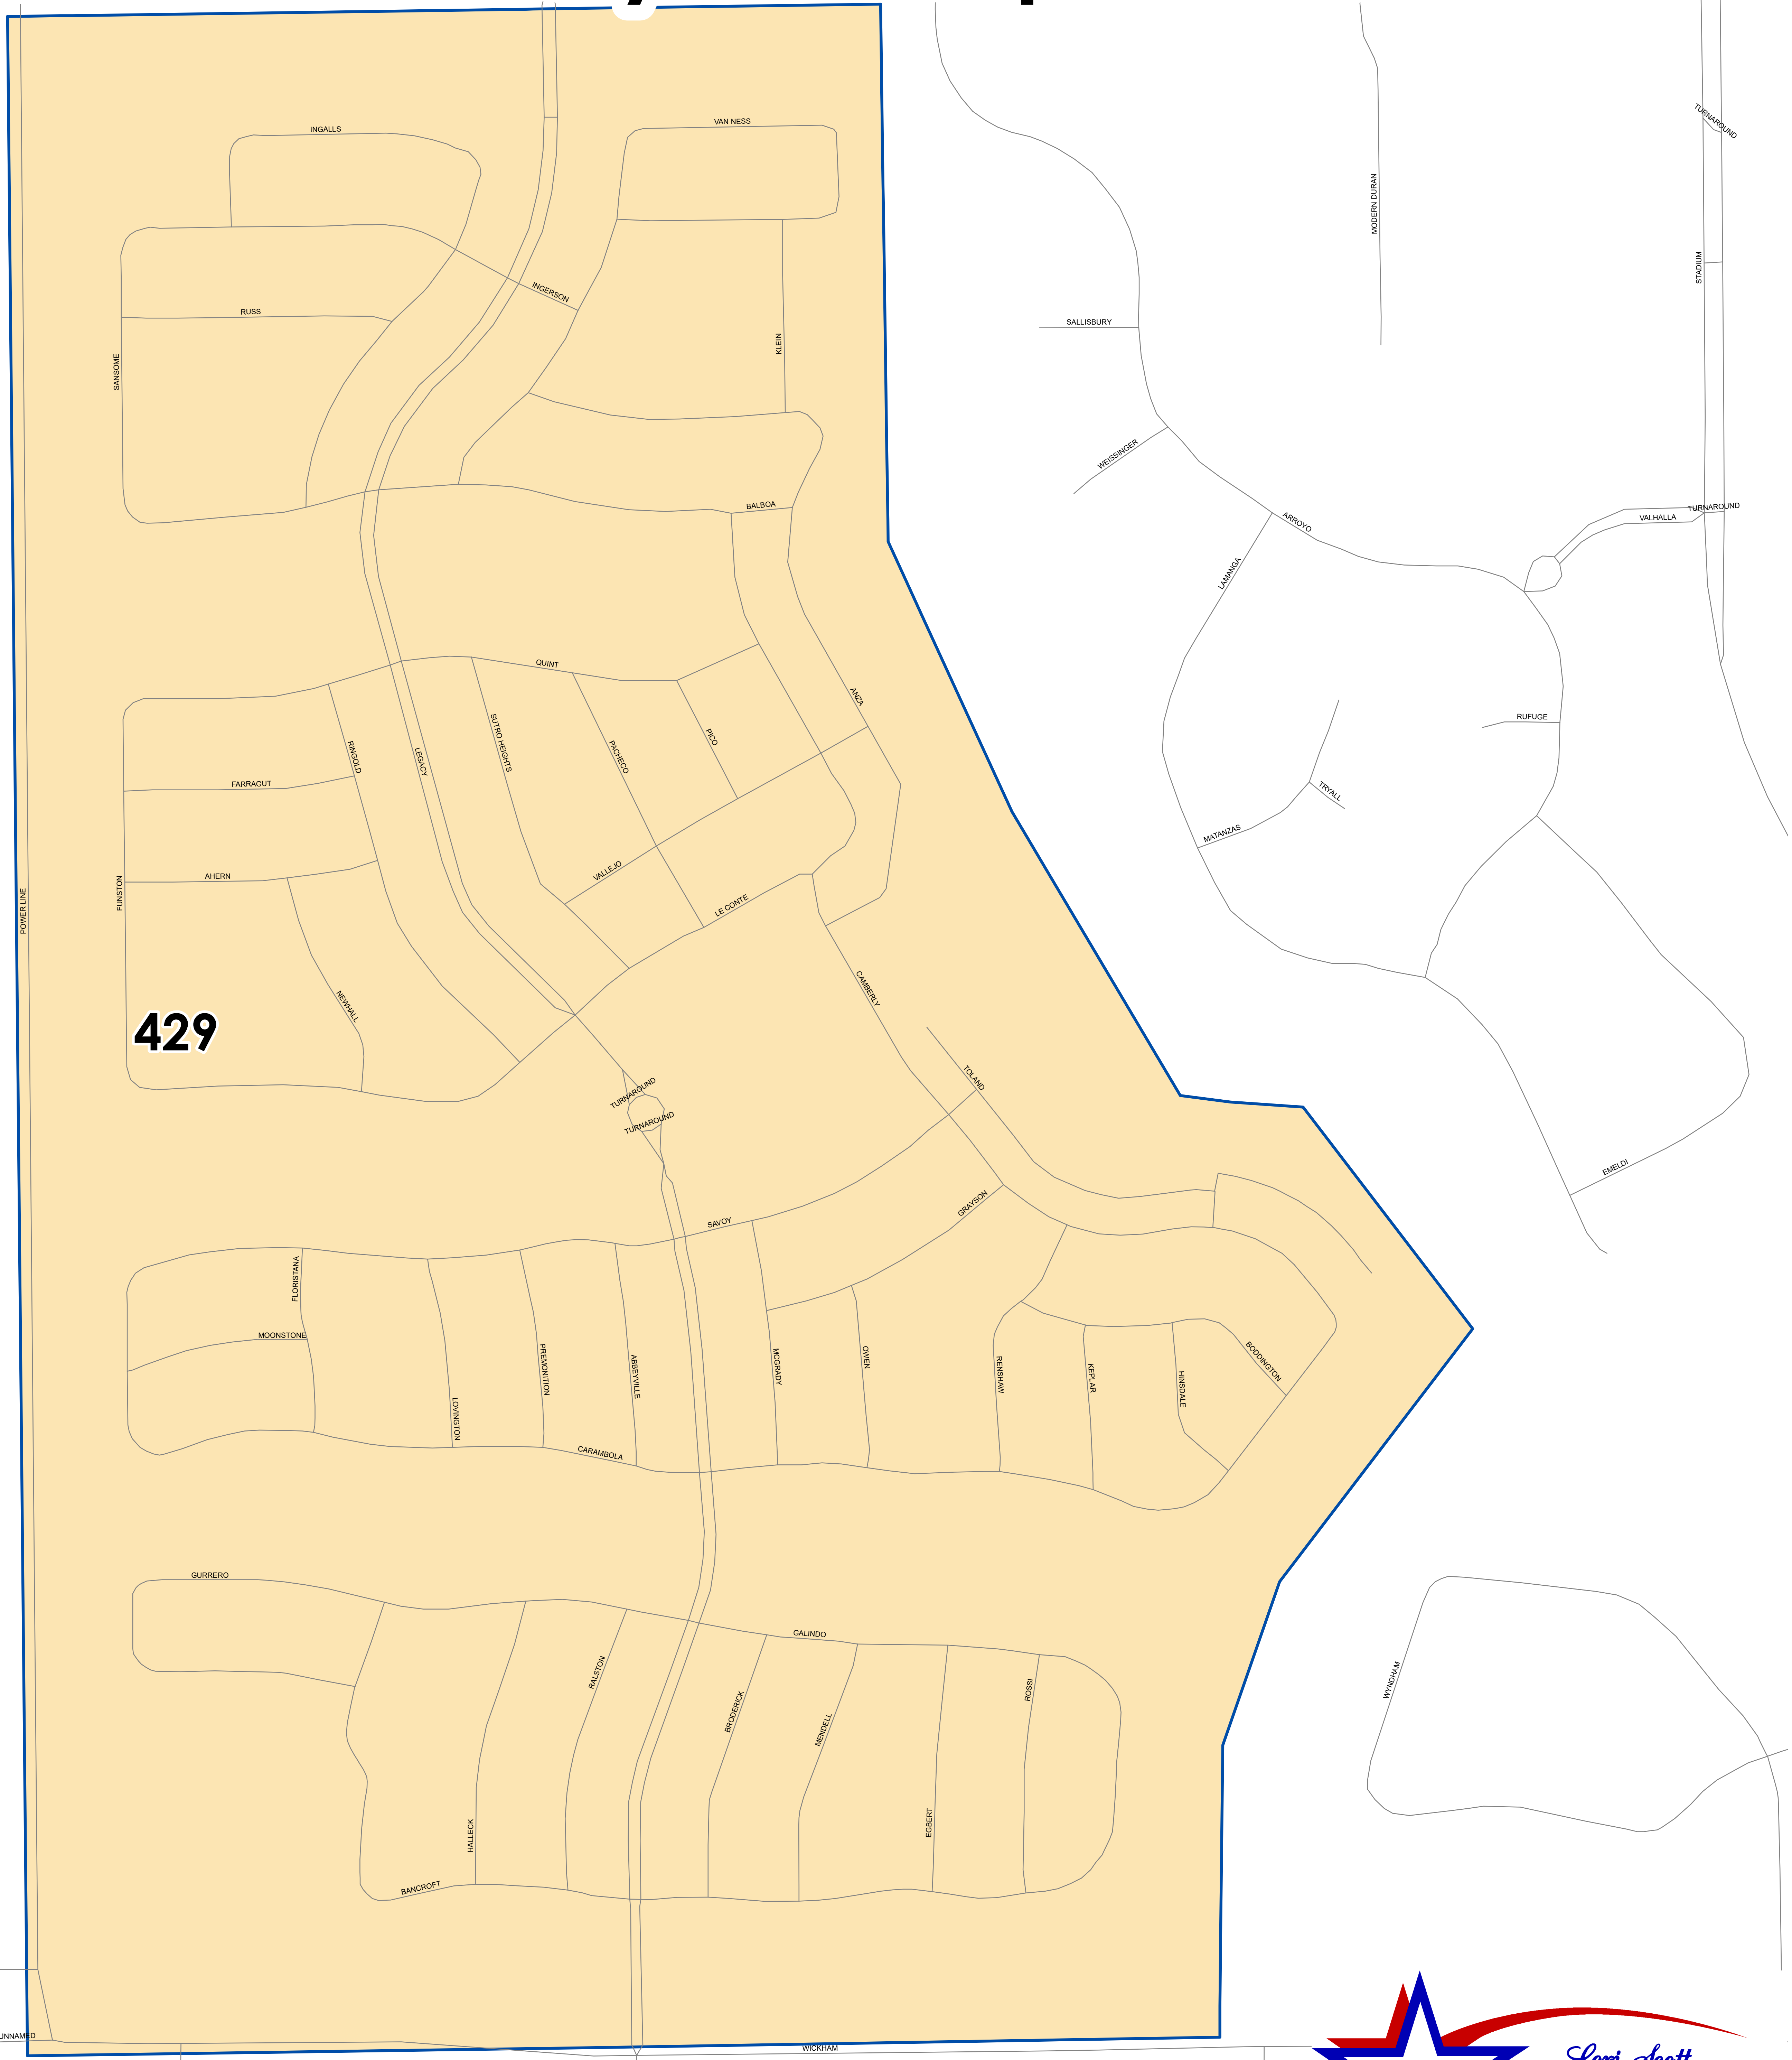 INGALLS
VAN NESS
TURNAROUND
MODERN DURAN
STADIUM
INGERSON
RUSS
SALLISBURY
KLEIN
SANSOME
WEISSINGER
BALBOA
TURNAROUND
VALHALLA
ARROYO
LAMANGA
QUINT
ANZA
RUFUGE
SUTRO HEIGHTS
PICO
RINGOLD
LEGACY
PACHECO
FARRAGUT
TRYALL
MATANZAS
VALLEJO
AHERN
FUNSTON
LE CONTE
POWER LINE
CAMBERLY
NEWHALL
429
TOLAND
TURNAROUND
TURNAROUND
EMELDI
GRAYSON
SAVOY
FLORISTANA
MOONSTONE
PREMONITION
ABBEYVILLE
MCGRADY
OWEN
RENSHAW
KEPLAR
HINSDALE
BODDINGTON
LOVINGTON
CARAMBOLA
GURRERO
GALINDO
RALSTON
ROSSI
WYNDHAM
BRODERICK
MENDELL
EGBERT
HALLECK
BANCROFT
UNNAMED
WICKHAM
Lori Scott